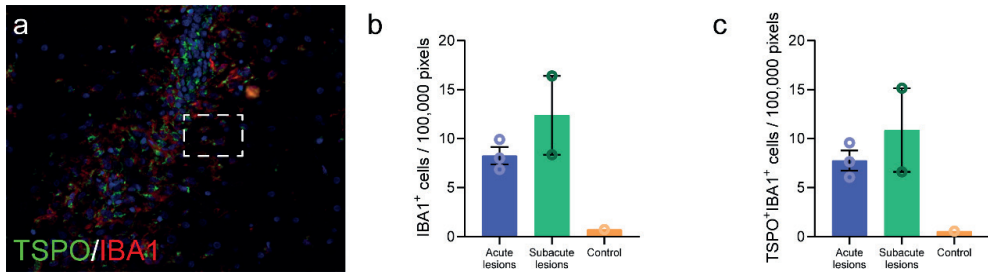 a
TSPO/IBA1
b
IBA1⁺ cells / 100,000 pixels
20
15
10
5
0
Acute lesions
Subacute lesions
Control
c
TSPO⁺IBA1⁺ cells / 100,000 pixels
20
15
10
5
0
Acute lesions
Subacute lesions
Control